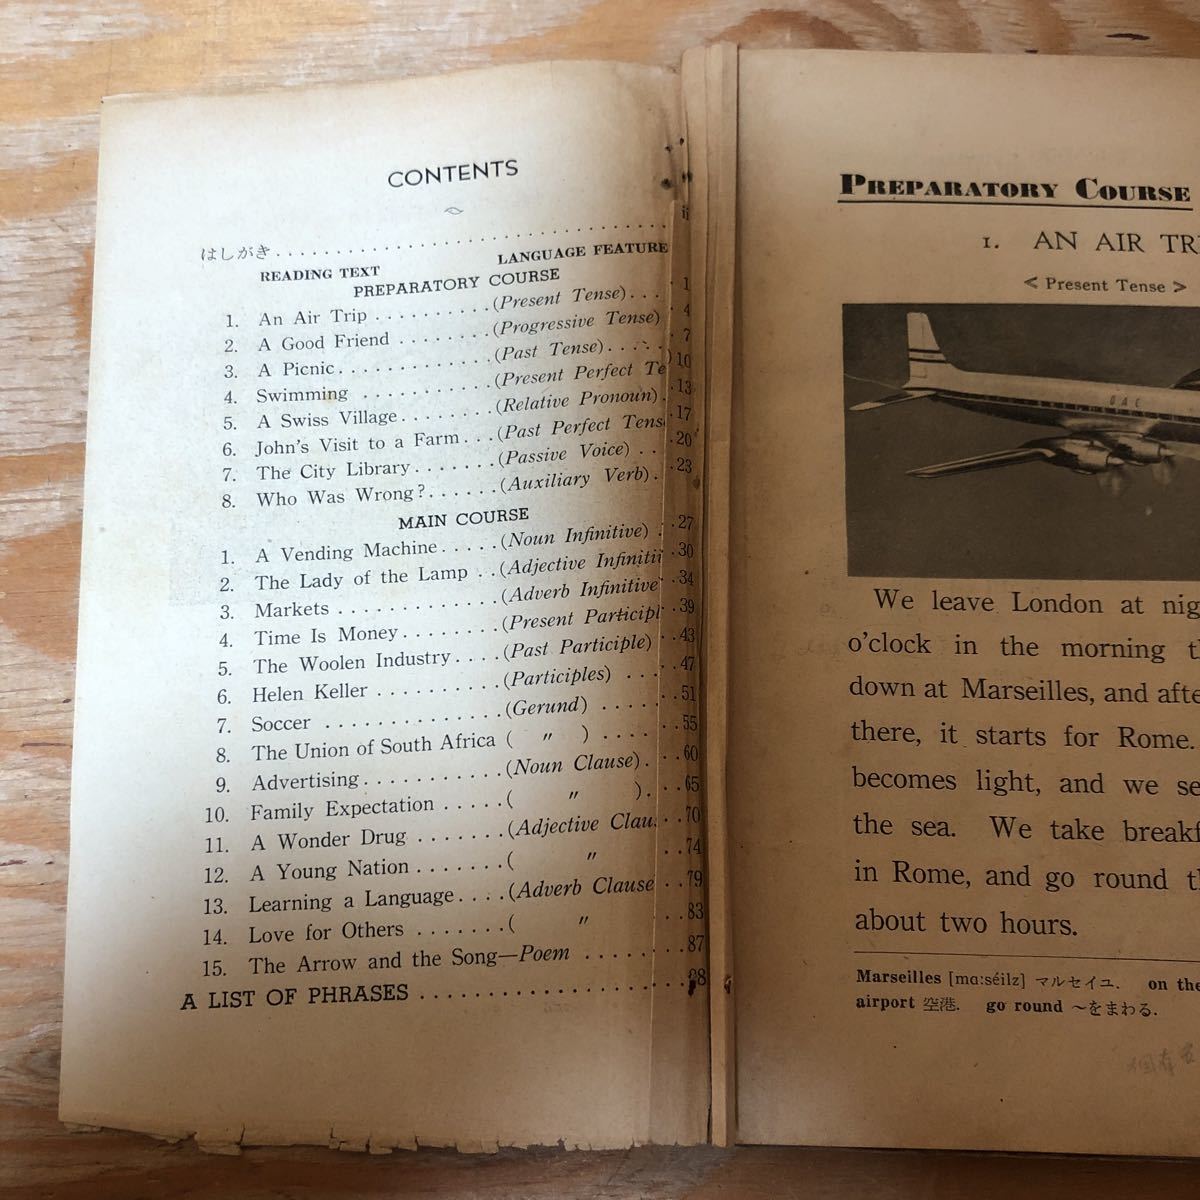 CONTENTS
はしがき . . . . . . . . . . ii
READING TEXT LANGUAGE FEATURE
PREPARATORY COURSE
1. An Air Trip . . . . . . . . . . (Present Tense) . . . . 1
2. A Good Friend . . . . . . . . (Progressive Tense) . 4
3. A Picnic . . . . . . . . . . . . . (Past Tense) . . . . . . 7
4. Swimming . . . . . . . . . . . (Present Perfect Te ) 10
5. A Swiss Village . . . . . . . . (Relative Pronoun) . . 13
6. John's Visit to a Farm . . . (Past Perfect Tens . 17
7. The City Library . . . . . . . (Passive Voice) . . . 20
8. Who Was Wrong? . . . . . . (Auxiliary Verb) . . 23
MAIN COURSE
1. A Vending Machine . . . . . (Noun Infinitive) . . 27
2. The Lady of the Lamp . . (Adjective Infiniti . 30
3. Markets . . . . . . . . . . . . . (Adverb Infinitive . . 34
4. Time Is Money . . . . . . . . (Present Participl . . 39
5. The Woolen Industry . . . . (Past Participle) . . 43
6. Helen Keller . . . . . . . . . . (Participles) . . . . . 47
7. Soccer . . . . . . . . . . . . . . (Gerund) . . . . . . . 51
8. The Union of South Africa ( 〃 ) . . . . . . 55
9. Advertising . . . . . . . . . . . (Noun Clause) . . . 60
10. Family Expectation . . . . . ( 〃 ) . . . . 65
11. A Wonder Drug . . . . . . . (Adjective Clau . . 70
12. A Young Nation . . . . . . . ( 〃 . . 74
13. Learning a Language . . . . (Adverb Clause . . 79
14. Love for Others . . . . . . . ( 〃 . . . 83
15. The Arrow and the Song—Poem . . . . . . . . . 87
A LIST OF PHRASES . . . . . . . . . . . . . . . . . . . 88
PREPARATORY COURSE
1. AN AIR TRI
< Present Tense >
OAC
We leave London at nig
o'clock in the morning t
down at Marseilles, and afte
there, it starts for Rome.
becomes light, and we se
the sea. We take breakf
in Rome, and go round t
about two hours.
Marseilles [mɑːséilz] マルセイユ. on the
airport 空港. go round 〜をまわる.